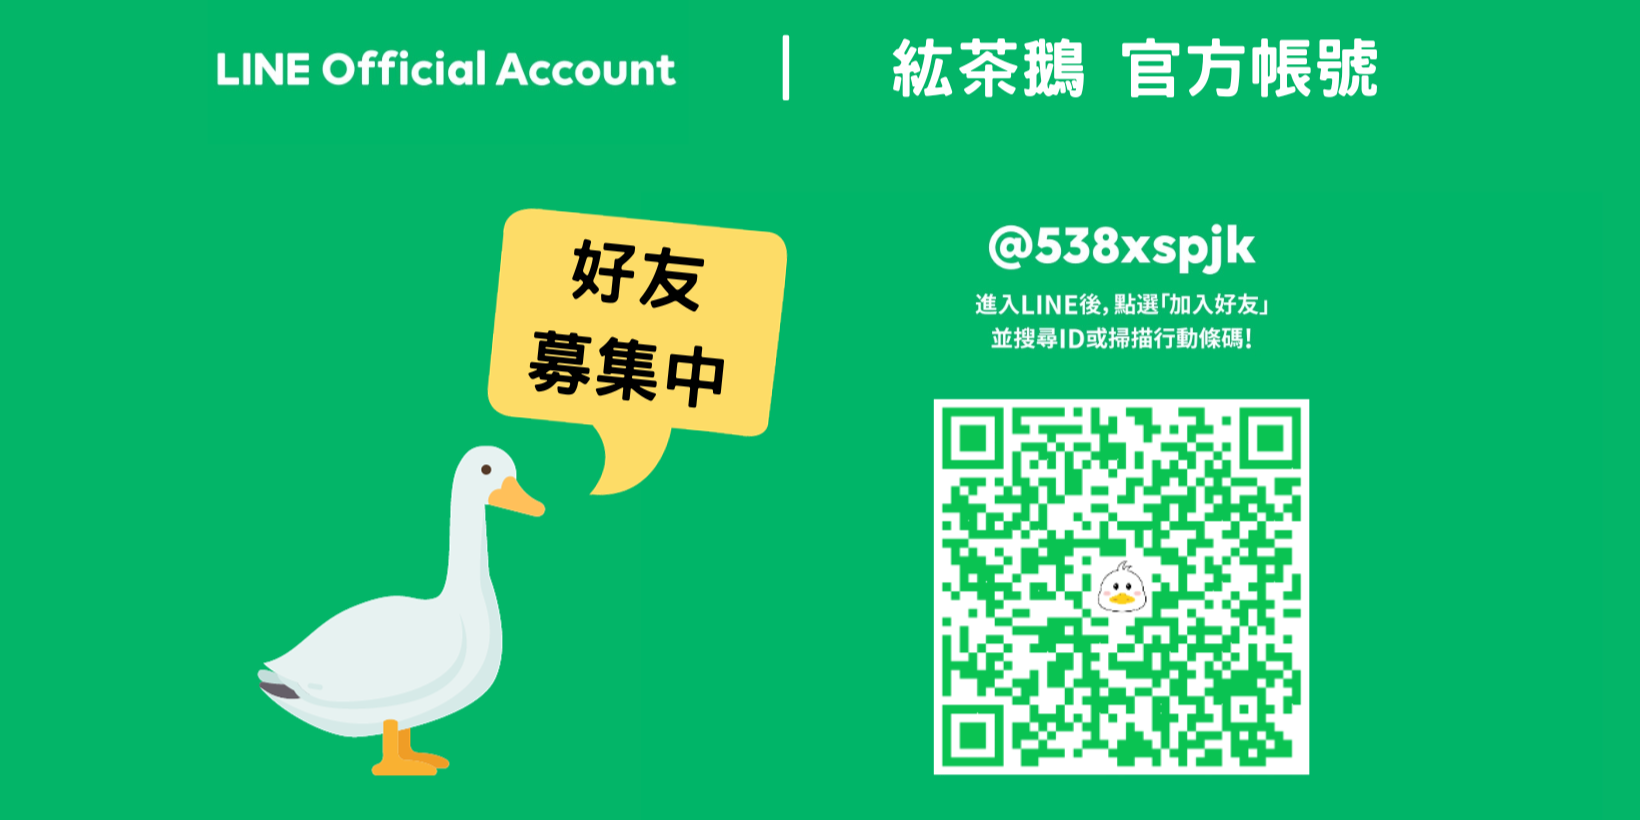 LINE Official Account | 紘茶鵝 官方帳號
好友
募集中
@538xspjk
進入LINE後,點選「加入好友」
並搜尋ID或掃描行動條碼!